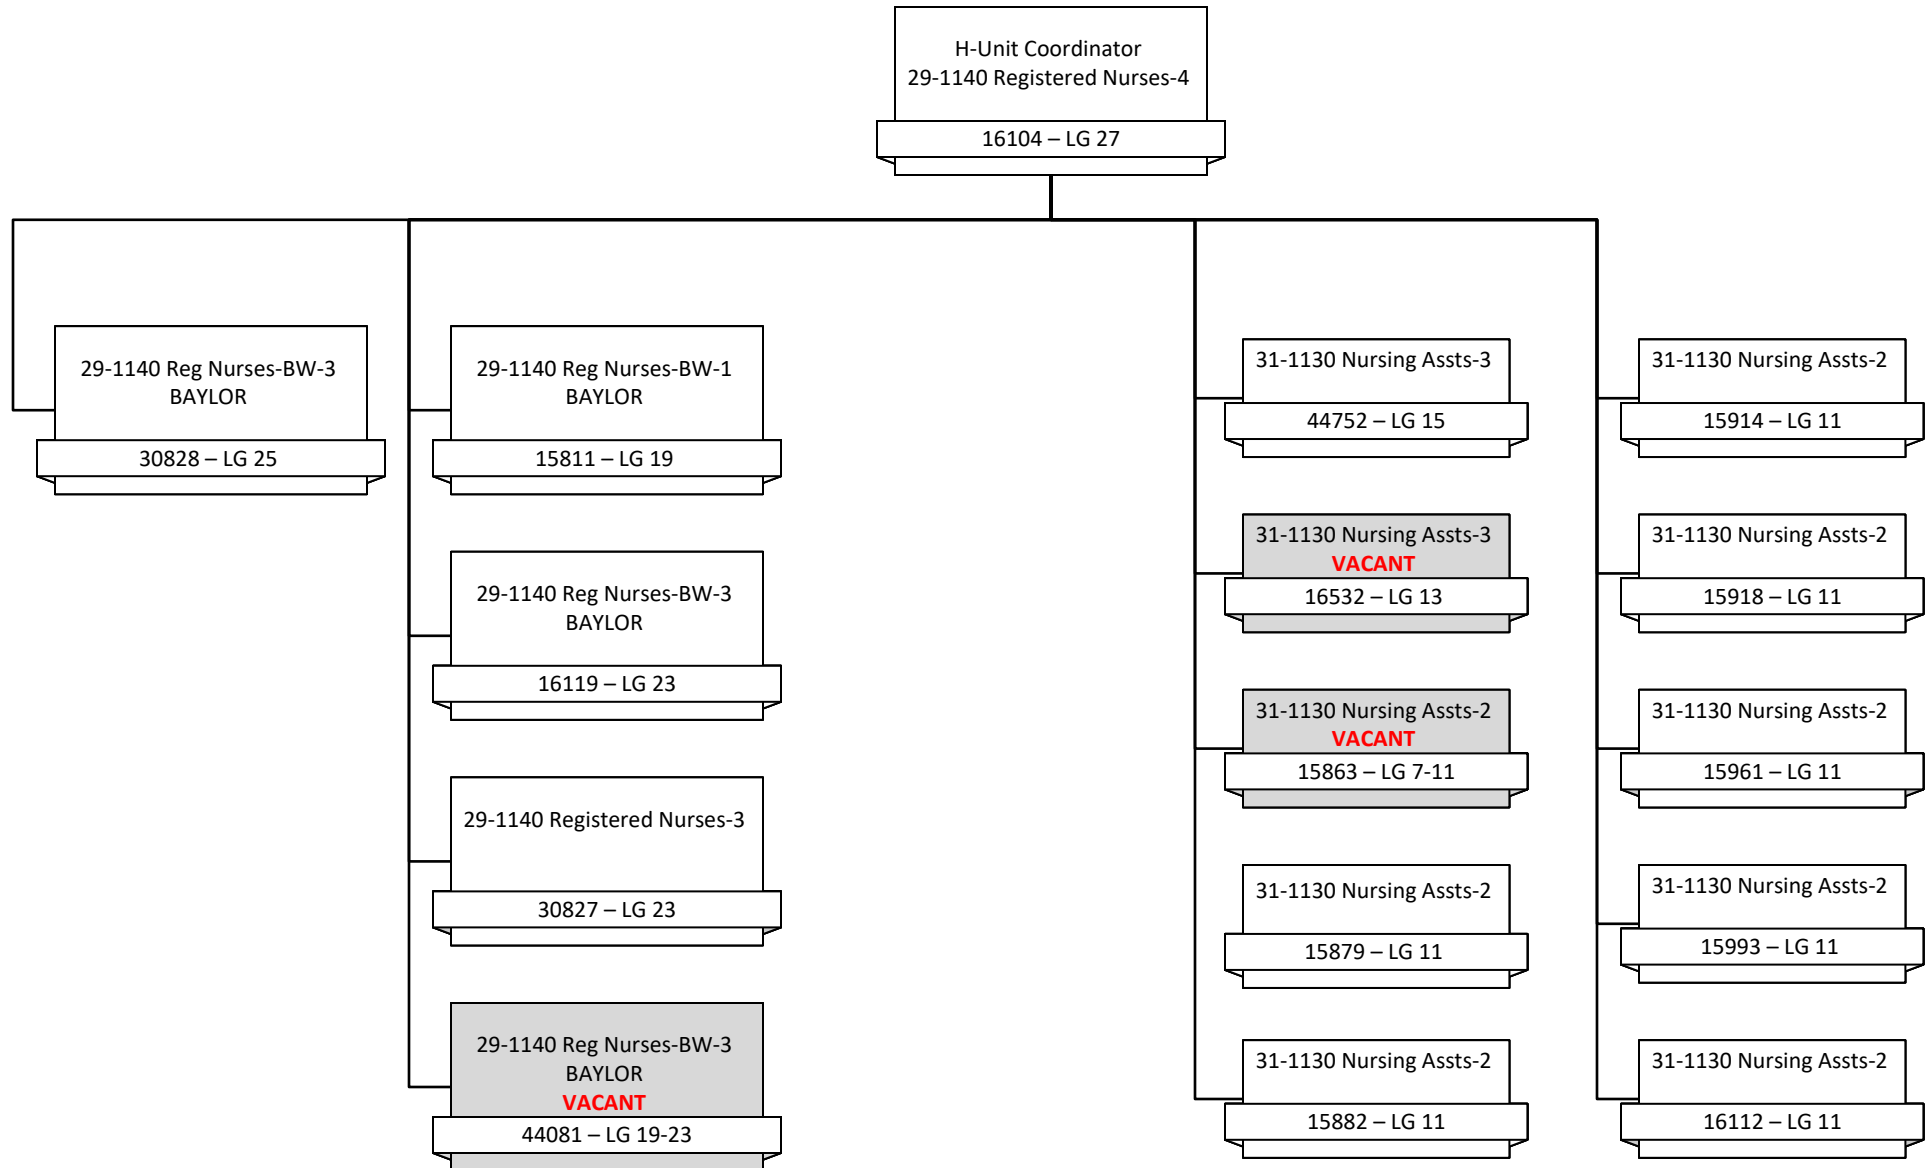 H-Unit Coordinator
29-1140 Registered Nurses-4
16104 – LG 27
29-1140 Reg Nurses-BW-3
BAYLOR
30828 – LG 25
29-1140 Reg Nurses-BW-1
BAYLOR
15811 – LG 19
29-1140 Reg Nurses-BW-3
BAYLOR
16119 – LG 23
29-1140 Registered Nurses-3
30827 – LG 23
29-1140 Reg Nurses-BW-3
BAYLOR
VACANT
44081 – LG 19-23
31-1130 Nursing Assts-3
44752 – LG 15
31-1130 Nursing Assts-3
VACANT
16532 – LG 13
31-1130 Nursing Assts-2
VACANT
15863 – LG 7-11
31-1130 Nursing Assts-2
15879 – LG 11
31-1130 Nursing Assts-2
15882 – LG 11
31-1130 Nursing Assts-2
15914 – LG 11
31-1130 Nursing Assts-2
15918 – LG 11
31-1130 Nursing Assts-2
15961 – LG 11
31-1130 Nursing Assts-2
15993 – LG 11
31-1130 Nursing Assts-2
16112 – LG 11